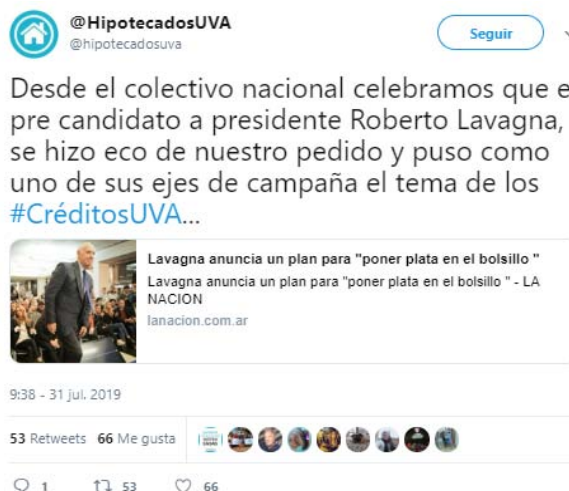 @HipotecadosUVA
@hipotecadosuva
Seguir
Desde el colectivo nacional celebramos que e
pre candidato a presidente Roberto Lavagna,
se hizo eco de nuestro pedido y puso como
uno de sus ejes de campaña el tema de los
#CréditosUVA...
Lavagna anuncia un plan para "poner plata en el bolsillo "
Lavagna anuncia un plan para "poner plata en el bolsillo " - LA
NACION
lanacion.com.ar
9:38 - 31 jul. 2019
53 Retweets 66 Me gusta
1 53 66